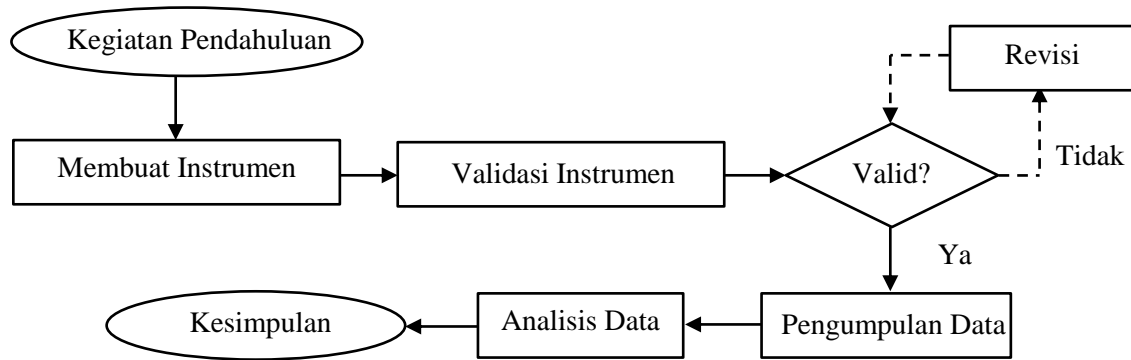 Kegiatan Pendahuluan
Revisi
Membuat Instrumen
Validasi Instrumen
Valid?
Tidak
Ya
Kesimpulan
Analisis Data
Pengumpulan Data